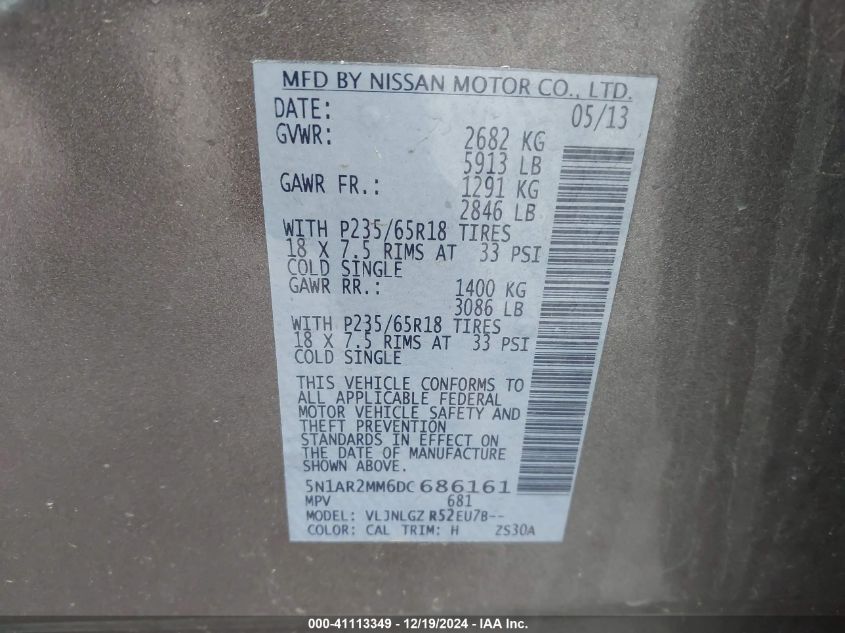 MFD BY NISSAN MOTOR CO., LTD.
DATE: 05/13
GVWR: 2682 KG
5913 LB
GAWR FR.: 1291 KG
2846 LB
WITH P235/65R18 TIRES
18 X 7.5 RIMS AT 33 PSI
COLD SINGLE
GAWR RR.: 1400 KG
3086 LB
WITH P235/65R18 TIRES
18 X 7.5 RIMS AT 33 PSI
COLD SINGLE
THIS VEHICLE CONFORMS TO
ALL APPLICABLE FEDERAL
MOTOR VEHICLE SAFETY AND
THEFT PREVENTION
STANDARDS IN EFFECT ON
THE DATE OF MANUFACTURE
SHOWN ABOVE.
5N1AR2MM6DC686161
MPV 681
MODEL: VLJNLGZ R52EU7B--
COLOR: CAL TRIM: H 2S30A
000-41113349 - 12/19/2024 - IAA Inc.